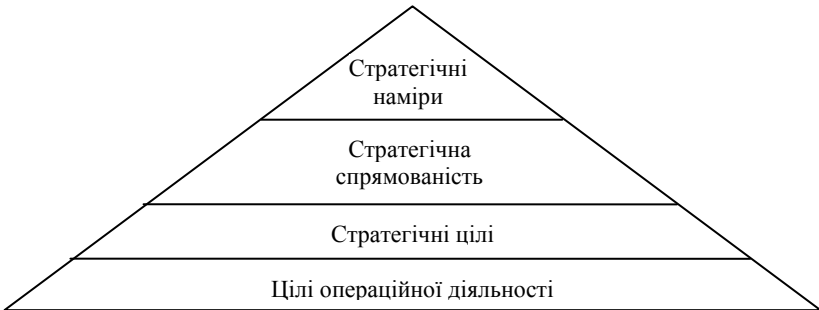 Стратегічні
наміри
Стратегічна
спрямованість
Стратегічні цілі
Цілі операційної діяльності